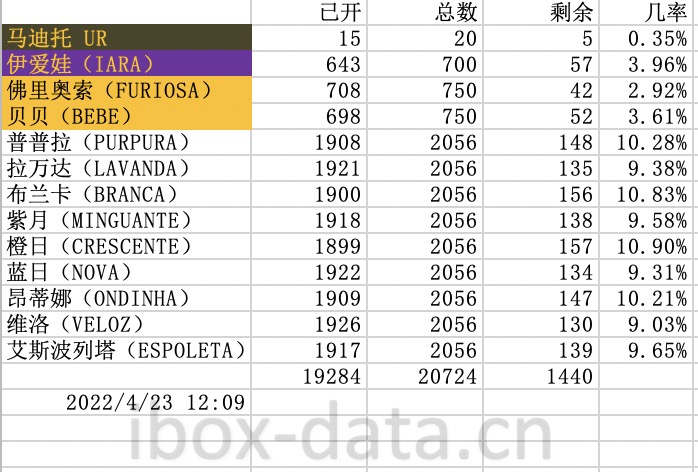 已开 总数 剩余 几率
马迪托 UR 15 20 5 0.35%
伊爱娃（IARA） 643 700 57 3.96%
佛里奥索（FURIOSA） 708 750 42 2.92%
贝贝（BEBE） 698 750 52 3.61%
普普拉（PURPURA） 1908 2056 148 10.28%
拉万达（LAVANDA） 1921 2056 135 9.38%
布兰卡（BRANCA） 1900 2056 156 10.83%
紫月（MINGUANTE） 1918 2056 138 9.58%
橙日（CRESCENTE） 1899 2056 157 10.90%
蓝日（NOVA） 1922 2056 134 9.31%
昂蒂娜（ONDINHA） 1909 2056 147 10.21%
维洛（VELOZ） 1926 2056 130 9.03%
艾斯波列塔（ESPOLETA） 1917 2056 139 9.65%
19284 20724 1440
2022/4/23 12:09
ibox-data.cn